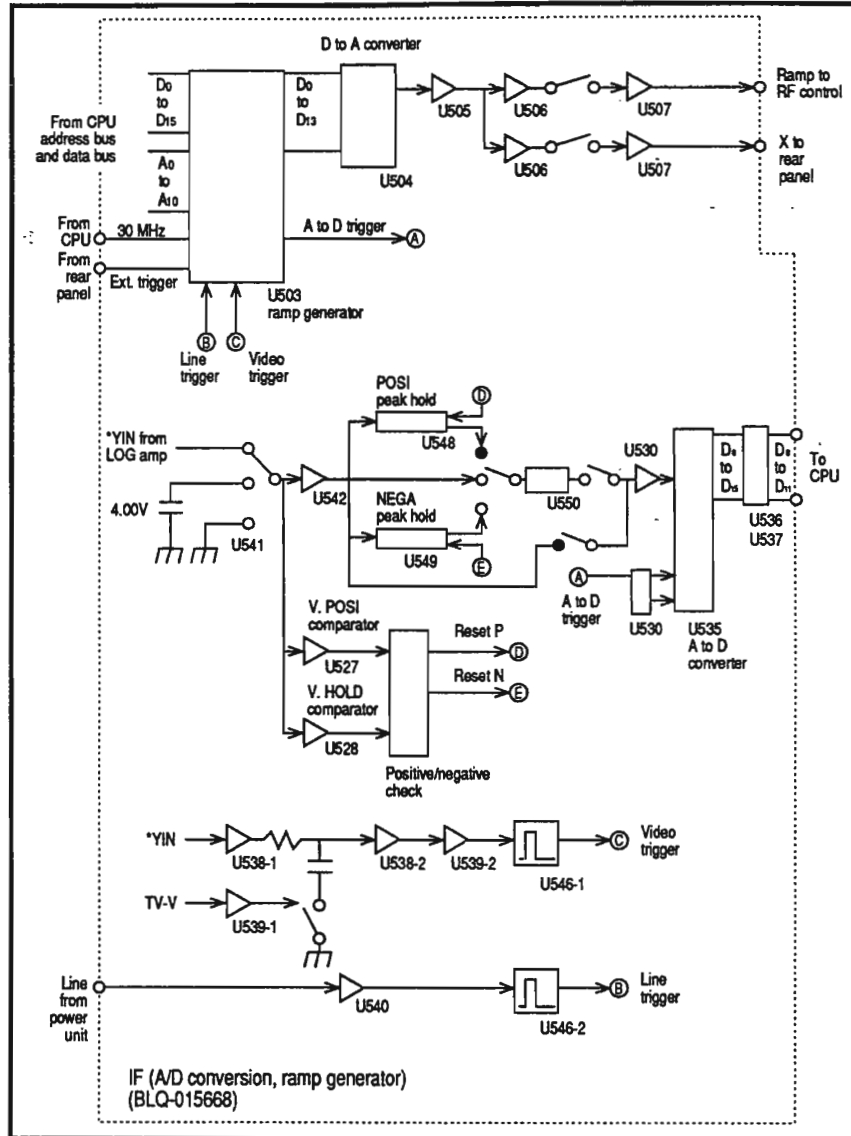 D to A converter
D0
to
D15
D0
to
D13
From CPU
address bus
and data bus
A0
to
A10
U504
U505
U506
U507
Ramp to
RF control
U506
U507
X to
rear
panel
From
CPU
30 MHz
A to D trigger
A
From
rear
panel
Ext. trigger
U503
ramp generator
B
C
Line
trigger
Video
trigger
POSI
peak hold
D
U548
*YIN from
LOG amp
U542
4.00V
U541
NEGA
peak hold
U549
E
U550
U530
D6
to
D15
D11
to
U536
U537
To
CPU
A
A to D
trigger
U530
U535
A to D
converter
V. POSI
comparator
U527
Reset P
D
Reset N
E
V. HOLD
comparator
U528
Positive/negative
check
*YIN
U538-1
U538-2
U539-2
U546-1
C
Video
trigger
TV-V
U539-1
Line
from
power
unit
U540
U546-2
B
Line
trigger
IF (A/D conversion, ramp generator)
(BLQ-015668)